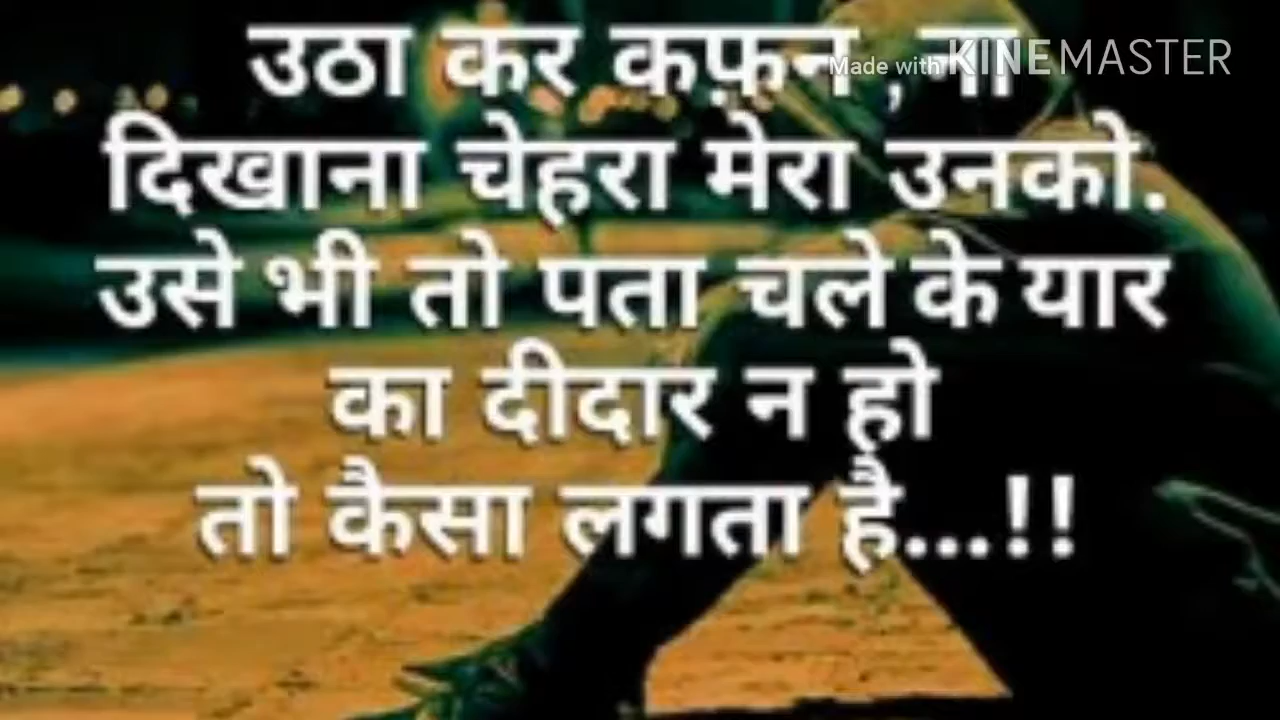 उठा कर कफ़न ,ना
Made with KINEMASTER
दिखाना चेहरा मेरा उनको.
उसे भी तो पता चले के यार
का दीदार न हो
तो कैसा लगता है...!!